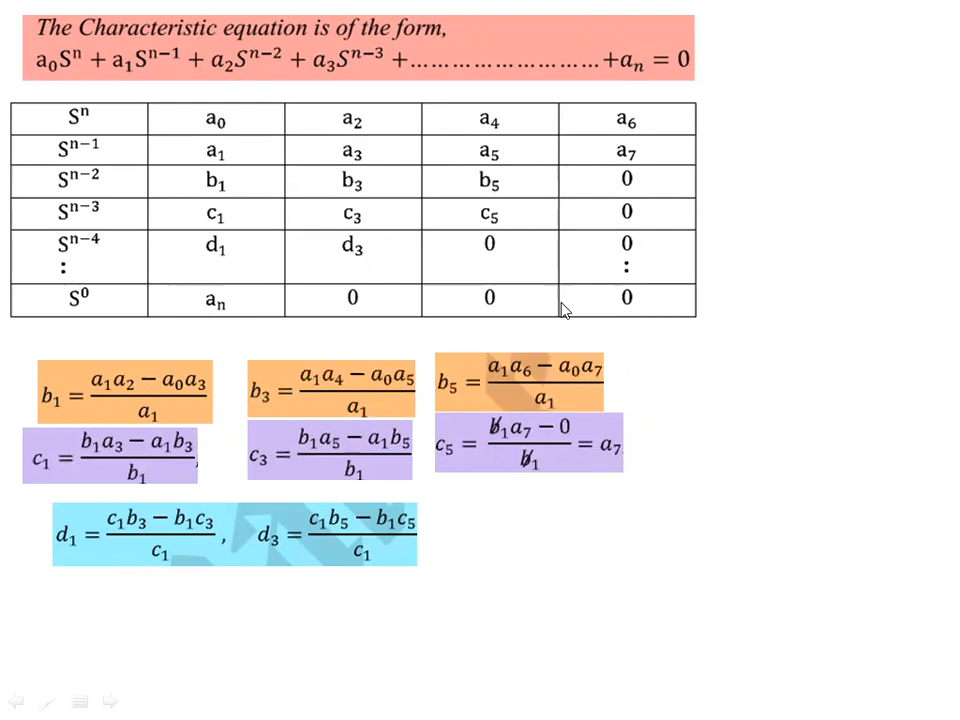 The Characteristic equation is of the form,
a₀Sⁿ + a₁Sⁿ⁻¹ + a₂Sⁿ⁻² + a₃Sⁿ⁻³ +………………………+aₙ = 0
Sⁿ a₀ a₂ a₄ a₆
Sⁿ⁻¹ a₁ a₃ a₅ a₇
Sⁿ⁻² b₁ b₃ b₅ 0
Sⁿ⁻³ c₁ c₃ c₅ 0
Sⁿ⁻⁴ d₁ d₃ 0 0
⋮ ⋮
S⁰ aₙ 0 0 0
b₁ = (a₁a₂ − a₀a₃)/a₁ b₃ = (a₁a₄ − a₀a₅)/a₁ b₅ = (a₁a₆ − a₀a₇)/a₁
c₁ = (b₁a₃ − a₁b₃)/b₁, c₃ = (b₁a₅ − a₁b₅)/b₁ c₅ = (b₁a₇ − 0)/b₁ = a₇
d₁ = (c₁b₃ − b₁c₃)/c₁, d₃ = (c₁b₅ − b₁c₅)/c₁